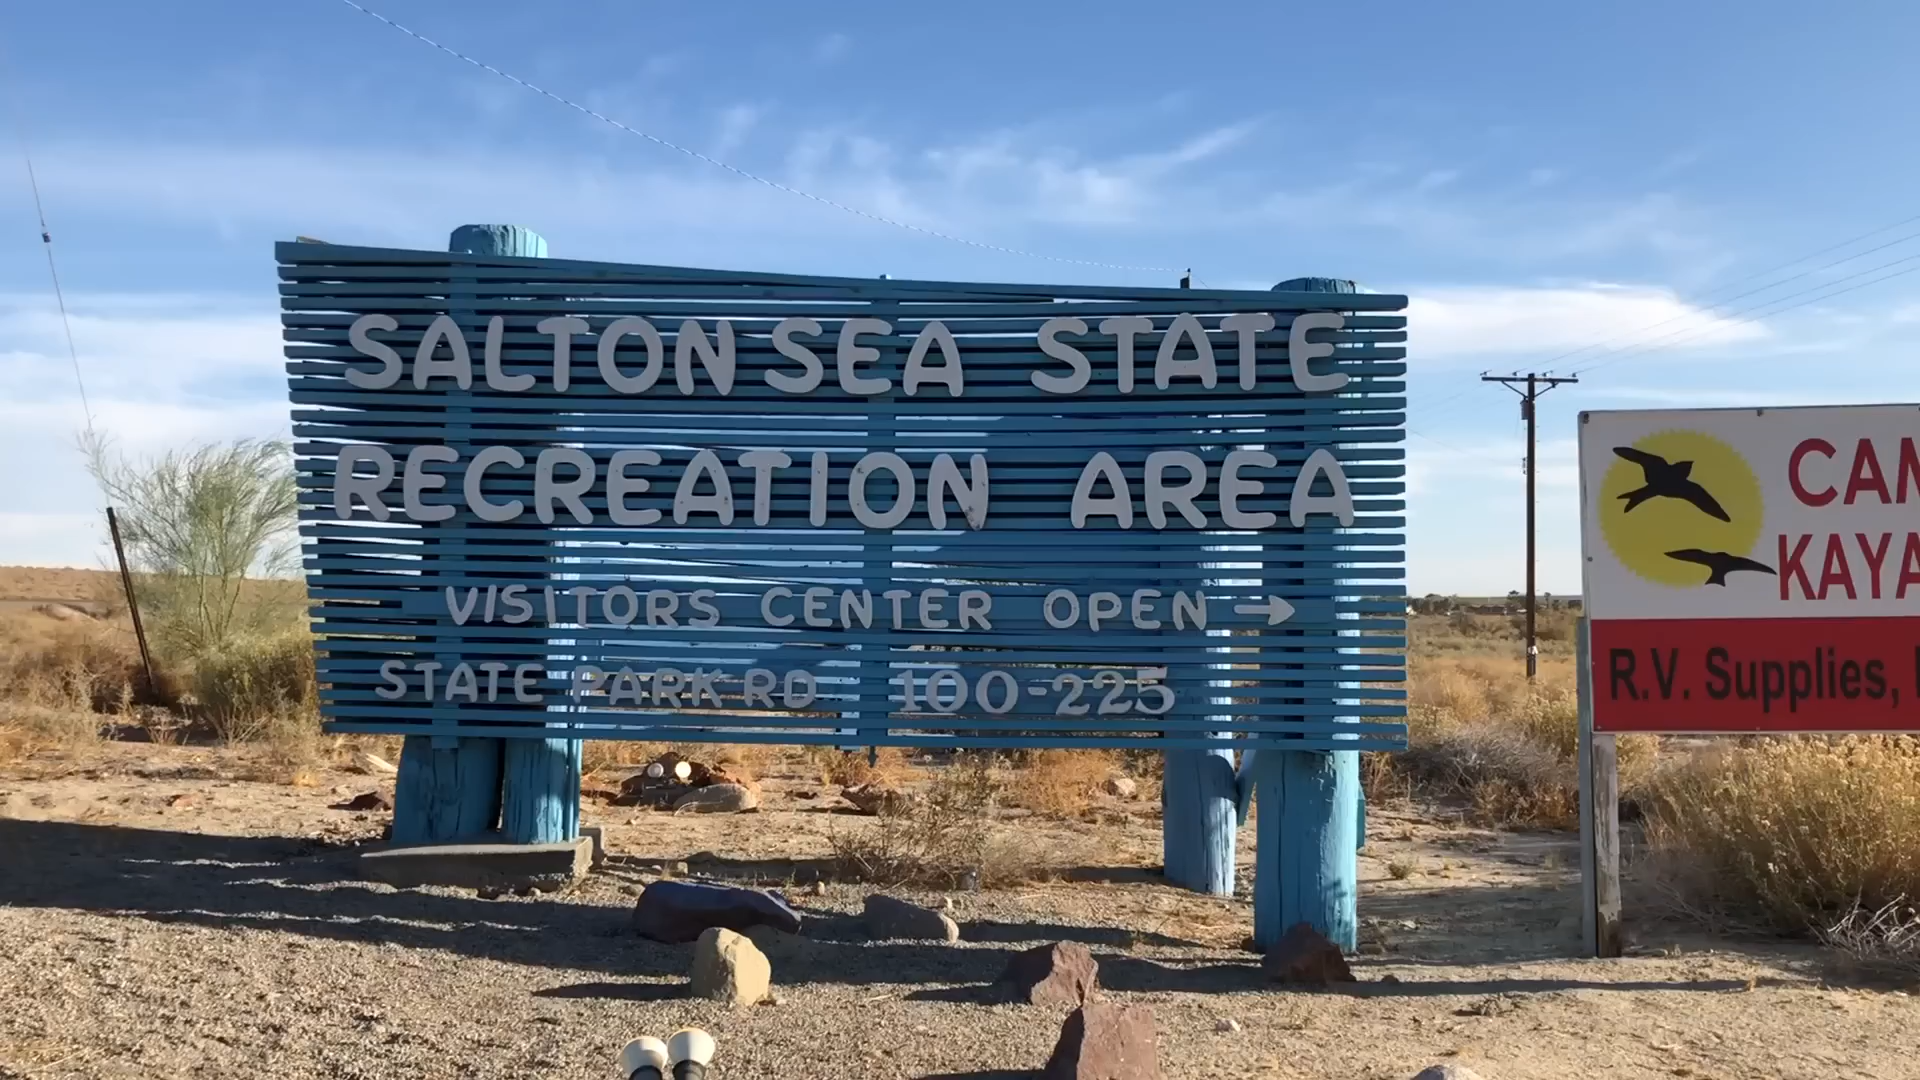 SALTON SEA STATE
RECREATION AREA
VISITORS CENTER OPEN →
STATE PARK RD 100-225
R.V. Supplies,